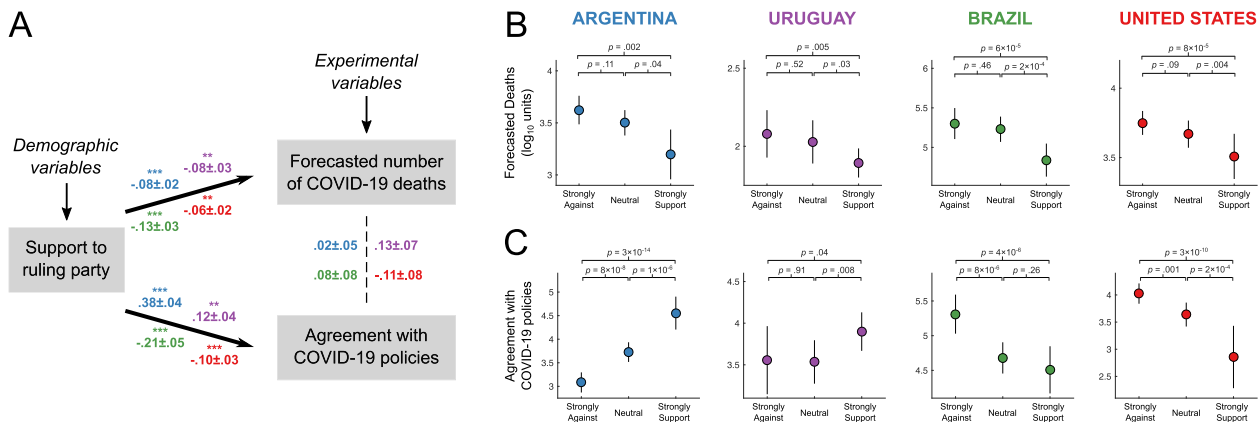 A
Experimental
variables
Demographic
variables
**
-.08±.03
***
-.08±.02
Forecasted number
of COVID-19 deaths
**
-.06±.02
***
-.13±.03
Support to
ruling party
.02±.05
.13±.07
.08±.08
-.11±.08
***
.38±.04
**
.12±.04
***
-.21±.05
***
-.10±.03
Agreement with
COVID-19 policies
B
ARGENTINA
URUGUAY
BRAZIL
UNITED STATES
Forecasted Deaths
(log10 units)
p = .002
p = .11
p = .04
4
3.5
3
Strongly
Against
Neutral
Strongly
Support
p = .005
p = .52
p = .03
2.5
2
Strongly
Against
Neutral
Strongly
Support
p = 6×10-5
p = .46
p = 2×10-4
6
5.5
5
Strongly
Against
Neutral
Strongly
Support
p = 8×10-5
p = .09
p = .004
4
3.5
Strongly
Against
Neutral
Strongly
Support
C
Agreement with
COVID-19 policies
p = 3×10-14
p = 8×10-8
p = 1×10-6
5
4.5
4
3.5
3
Strongly
Against
Neutral
Strongly
Support
p = .04
p = .91
p = .008
4.5
4
3.5
Strongly
Against
Neutral
Strongly
Support
p = 4×10-6
p = 8×10-6
p = .26
5.5
5
4.5
Strongly
Against
Neutral
Strongly
Support
p = 3×10-10
p = .001
p = 2×10-4
4
3.5
3
2.5
Strongly
Against
Neutral
Strongly
Support